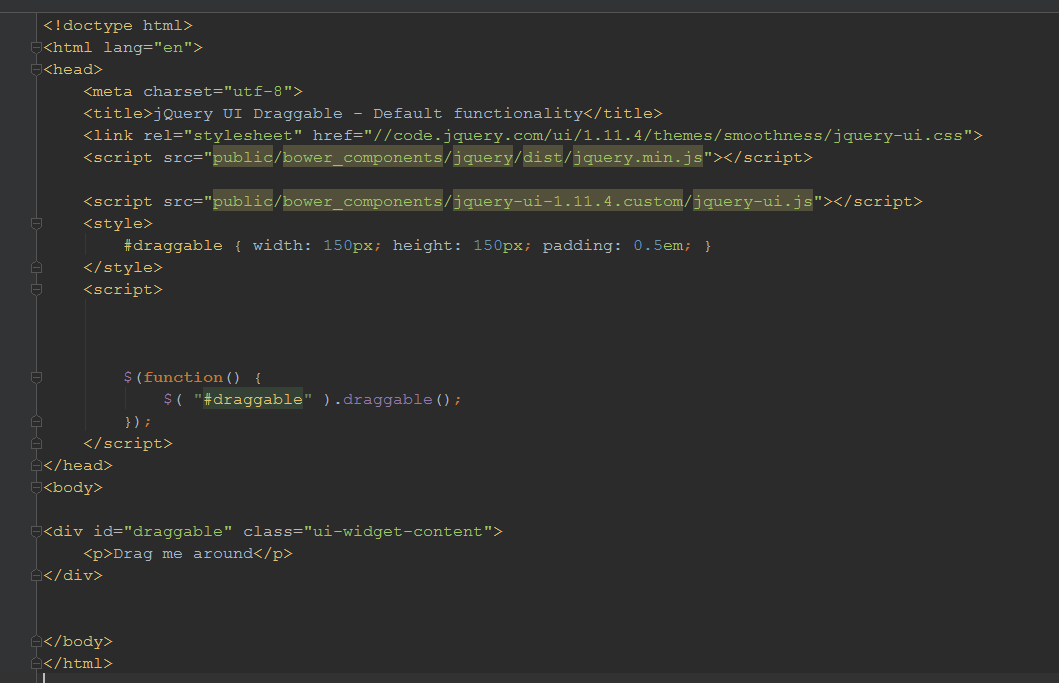 <!doctype html>
<html lang="en">
<head>
    <meta charset="utf-8">
    <title>jQuery UI Draggable - Default functionality</title>
    <link rel="stylesheet" href="//code.jquery.com/ui/1.11.4/themes/smoothness/jquery-ui.css">
    <script src="public/bower_components/jquery/dist/jquery.min.js"></script>
    <script src="public/bower_components/jquery-ui-1.11.4.custom/jquery-ui.js"></script>
    <style>
        #draggable { width: 150px; height: 150px; padding: 0.5em; }
    </style>
    <script>
        $(function() {
            $( "#draggable" ).draggable();
        });
    </script>
</head>
<body>
<div id="draggable" class="ui-widget-content">
    <p>Drag me around</p>
</div>
</body>
</html>